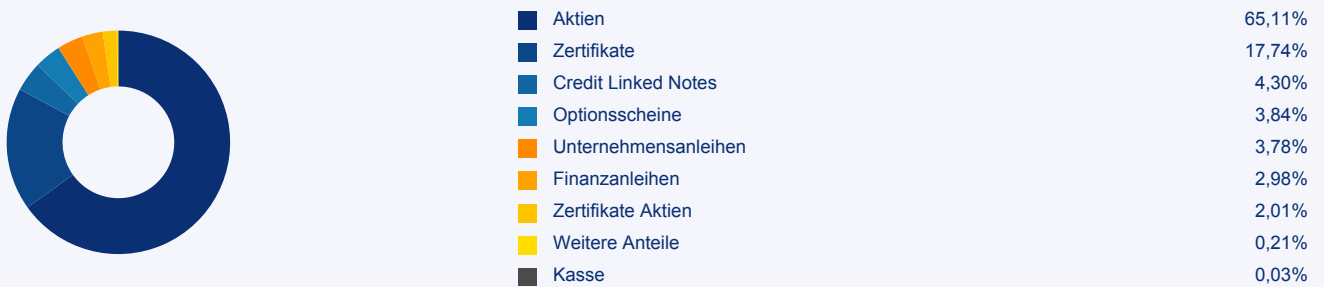 Aktien 65,11%
Zertifikate 17,74%
Credit Linked Notes 4,30%
Optionsscheine 3,84%
Unternehmensanleihen 3,78%
Finanzanleihen 2,98%
Zertifikate Aktien 2,01%
Weitere Anteile 0,21%
Kasse 0,03%